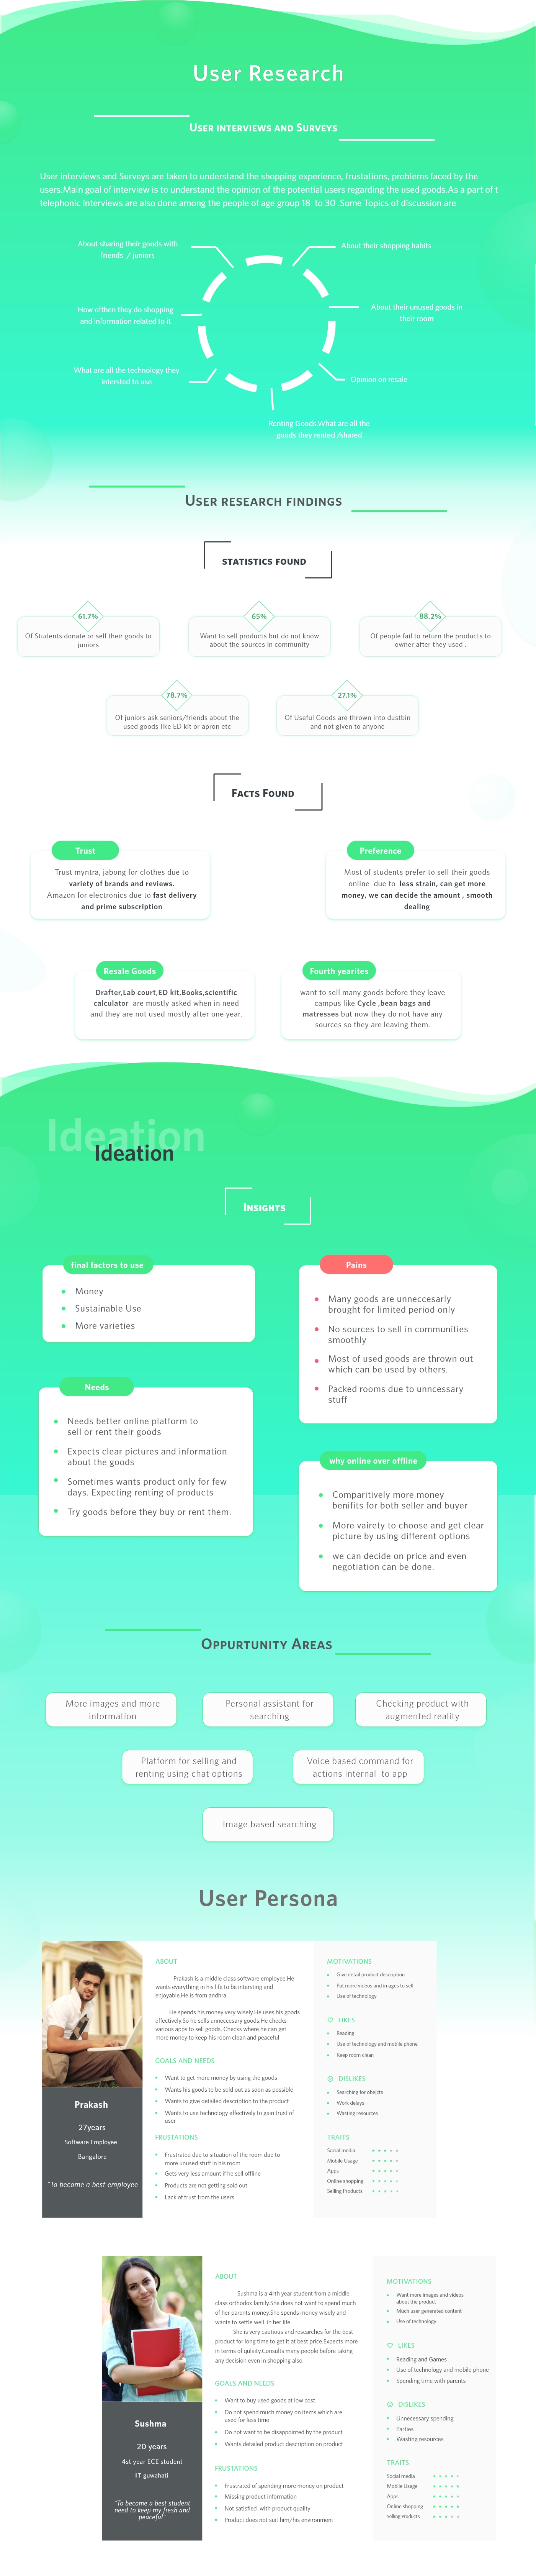 User Research
User interviews and Surveys
User interviews and Surveys are taken to understand the shopping experience, frustations, problems faced by the
users.Main goal of interview is to understand the opinion of the potential users regarding the used goods.As a part of t
telephonic interviews are also done among the people of age group 18 to 30 .Some Topics of discussion are
About sharing their goods with
friends / juniors
About their shopping habits
How ofthen they do shopping
and information related to it
About their unused goods in
their room
What are all the technology they
intersted to use
Opinion on resale
Renting Goods.What are all the
goods they rented /shared
User research findings
statistics found
61.7%
Of Students donate or sell their goods to
juniors
65%
Want to sell products but do not know
about the sources in community
88.2%
Of people fail to return the products to
owner after they used .
78.7%
Of juniors ask seniors/friends about the
used goods like ED kit or apron etc
27.1%
Of Useful Goods are thrown into dustbin
and not given to anyone
Facts Found
Trust
Trust myntra, jabong for clothes due to
variety of brands and reviews.
Amazon for electronics due to fast delivery
and prime subscription
Preference
Most of students prefer to sell their goods
online due to less strain, can get more
money, we can decide the amount , smooth
dealing
Resale Goods
Drafter,Lab court,ED kit,Books,scientific
calculator are mostly asked when in need
and they are not used mostly after one year.
Fourth yearites
want to sell many goods before they leave
campus like Cycle ,bean bags and
matresses but now they do not have any
sources so they are leaving them.
Ideation
Ideation
Insights
final factors to use
Money
Sustainable Use
More varieties
Pains
Many goods are unneccesarly
brought for limited period only
No sources to sell in communities
smoothly
Most of used goods are thrown out
which can be used by others.
Packed rooms due to unncessary
stuff
Needs
Needs better online platform to
sell or rent their goods
Expects clear pictures and information
about the goods
Sometimes wants product only for few
days. Expecting renting of products
Try goods before they buy or rent them.
why online over offline
Comparitively more money
benifits for both seller and buyer
More vairety to choose and get clear
picture by using different options
we can decide on price and even
negotiation can be done.
Oppurtunity Areas
More images and more
information
Personal assistant for
searching
Checking product with
augmented reality
Platform for selling and
renting using chat options
Voice based command for
actions internal to app
Image based searching
User Persona
Prakash
27years
Software Employee
Bangalore
"To become a best employee
ABOUT
Prakash is a middle class software employee.He
wants everything in his life to be intersting and
enjoyable.He is from andhra.
He spends his money very wisely.He uses his goods
effectively.So he sells unneccesary goods.He checks
various apps to sell goods, Checks where he can get
more money to keep his room clean and peaceful
GOALS AND NEEDS
Want to get more money by using the goods
Wants his goods to be sold out as soon as possible
Wants to give detailed description to the product
Wants to use technology effectively to gain trust of
user
FRUSTATIONS
Frustrated due to situation of the room due to
more unused stuff in his room
Gets very less amount if he sell offline
Products are not getting sold out
Lack of trust from the users
MOTIVATIONS
Give detail product description
Put more videos and images to sell
Use of technology
LIKES
Reading
Use of technology and mobile phone
Keep room clean
DISLIKES
Searching for obejcts
Work delays
Wasting resources
TRAITS
Social media
Mobile Usage
Apps
Online shopping
Selling Products
Sushma
20 years
4st year ECE student
IIT guwahati
"To become a best student
need to keep my fresh and
peaceful"
ABOUT
Sushma is a 4rth year student from a middle
class orthodox family.She does not want to spend much
of her parents money.She spends money wisely and
wants to settle well in her life
She is very cautious and researches for the best
product for long time to get it at best price.Expects more
in terms of qulaity.Consults many people before taking
any decision even in shopping also.
GOALS AND NEEDS
Want to buy used goods at low cost
Do not spend much money on items which are
used for less time
Do not want to be disappointed by the product
Wants detailed product description on product
FRUSTATIONS
Frustrated of spending more money on product
Missing product information
Not satisfied with product quality
Product does not suit him/his environment
MOTIVATIONS
Want more images and videos
about the product
Much user generated content
Use of technology
LIKES
Reading and Games
Use of technology and mobile phone
Spending time with parents
DISLIKES
Unnecessary spending
Parties
Wasting resources
TRAITS
Social media
Mobile Usage
Apps
Online shopping
Selling Products